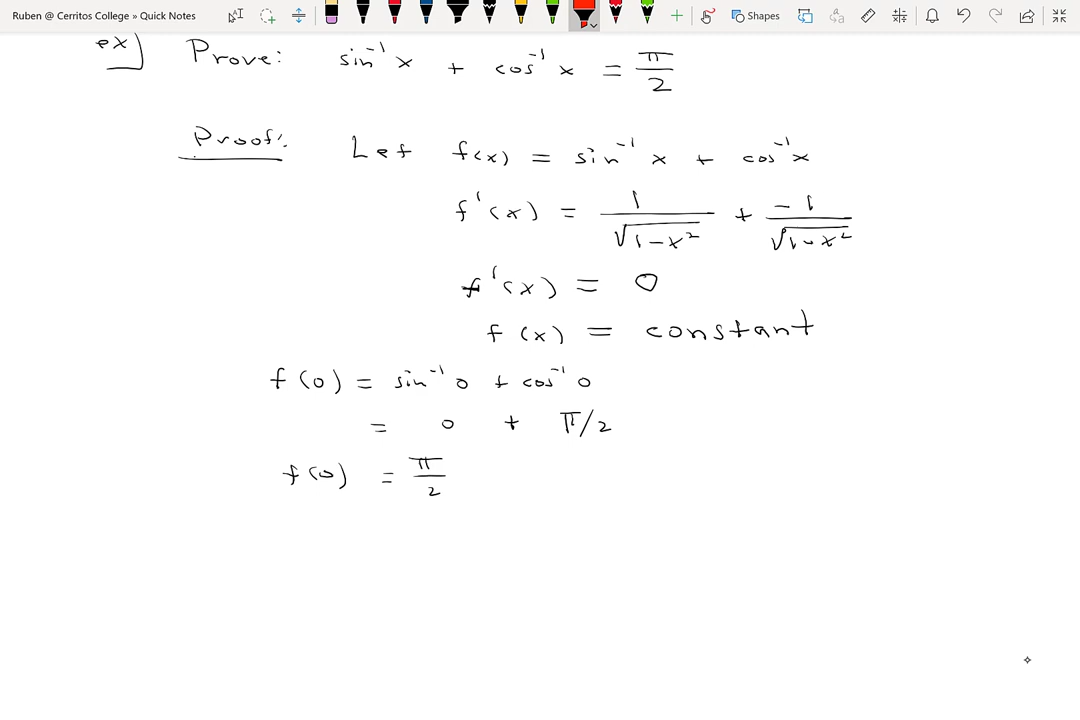 Ruben @ Cerritos College » Quick Notes Shapes
ex) Prove: sin⁻¹ x + cos⁻¹ x = π/2
Proof: Let f(x) = sin⁻¹ x + cos⁻¹ x
f'(x) = 1/√(1-x²) + -1/√(1-x²)
f'(x) = 0
f(x) = constant
f(0) = sin⁻¹ 0 + cos⁻¹ 0
= 0 + π/2
f(0) = π/2